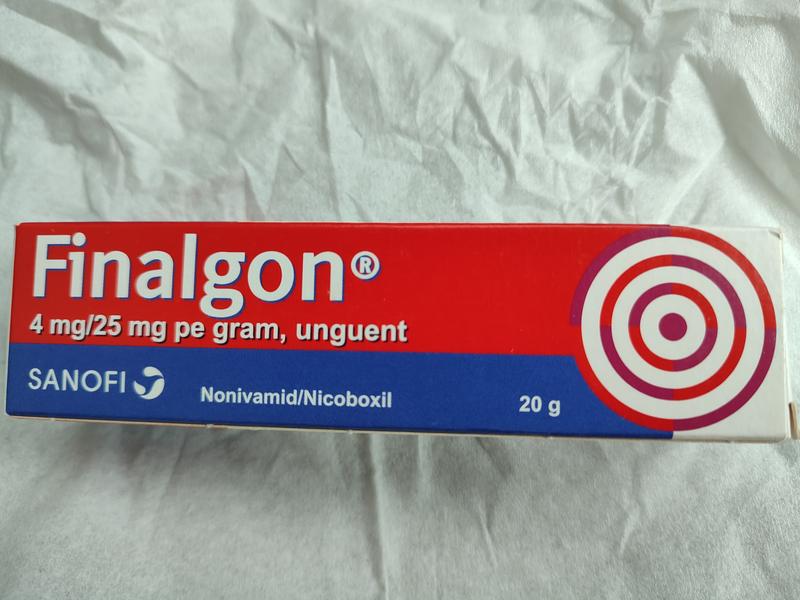 Finalgon®
4 mg/25 mg pe gram, unguent
SANOFI
Nonivamid/Nicoboxil
20 g